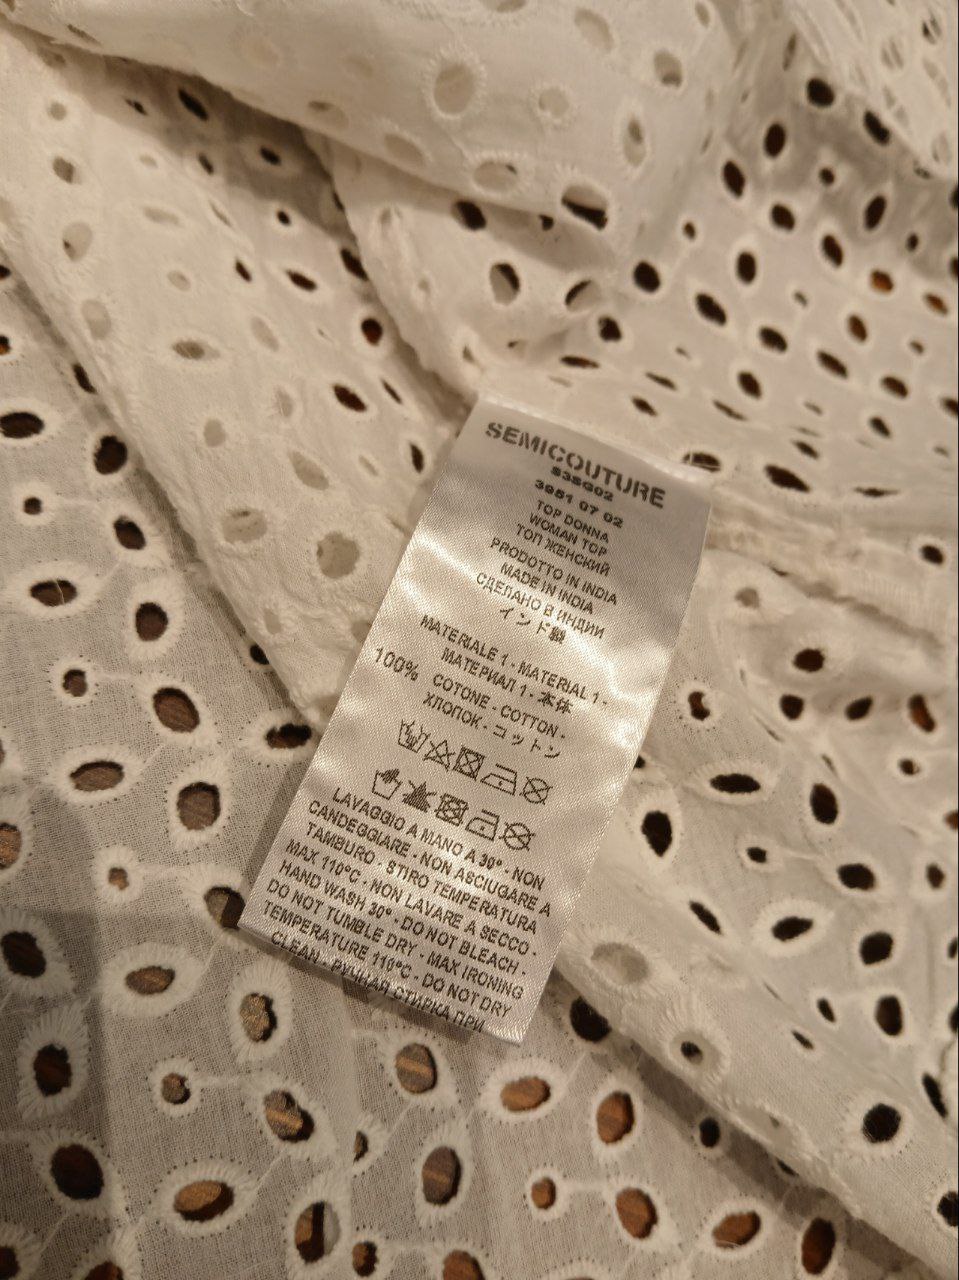 SEMICOUTURE
S3SG02
3951 07 02
TOP DONNA
WOMAN TOP
ТОП ЖЕНСКИЙ
PRODOTTO IN INDIA
MADE IN INDIA
СДЕЛАНО В ИНДИИ
インド製
MATERIALE 1 - MATERIAL 1 -
МАТЕРИАЛ 1 - 本体
100% COTONE - COTTON -
ХЛОПОК - コットン
LAVAGGIO A MANO A 30° - NON
CANDEGGIARE - NON ASCIUGARE A
TAMBURO - STIRO TEMPERATURA
MAX 110°C - NON LAVARE A SECCO -
HAND WASH 30° - DO NOT BLEACH -
DO NOT TUMBLE DRY - MAX IRONING
TEMPERATURE 110°C - DO NOT DRY
CLEAN - РУЧНАЯ СТИРКА ПРИ